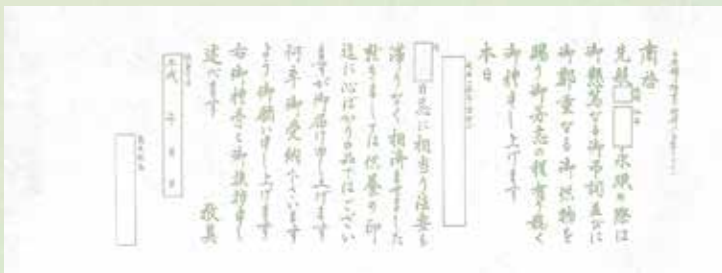 肅啓
先般 永眠の際は
御懇篤なる御弔詞並びに
御鄭重なる御供物を
賜り御芳志の程有り難く
御礼申し上げます
本日
日忌に相当り法要を
滞りなく相済ませました
就きましては供養の印
迄に心ばかりの品ではござい
ますが御届け申し上げます
何卒御受納下さいます
よう御願い申し上げます
右御礼旁々御挨拶申し
述べます
敬具
平成 年 月 日